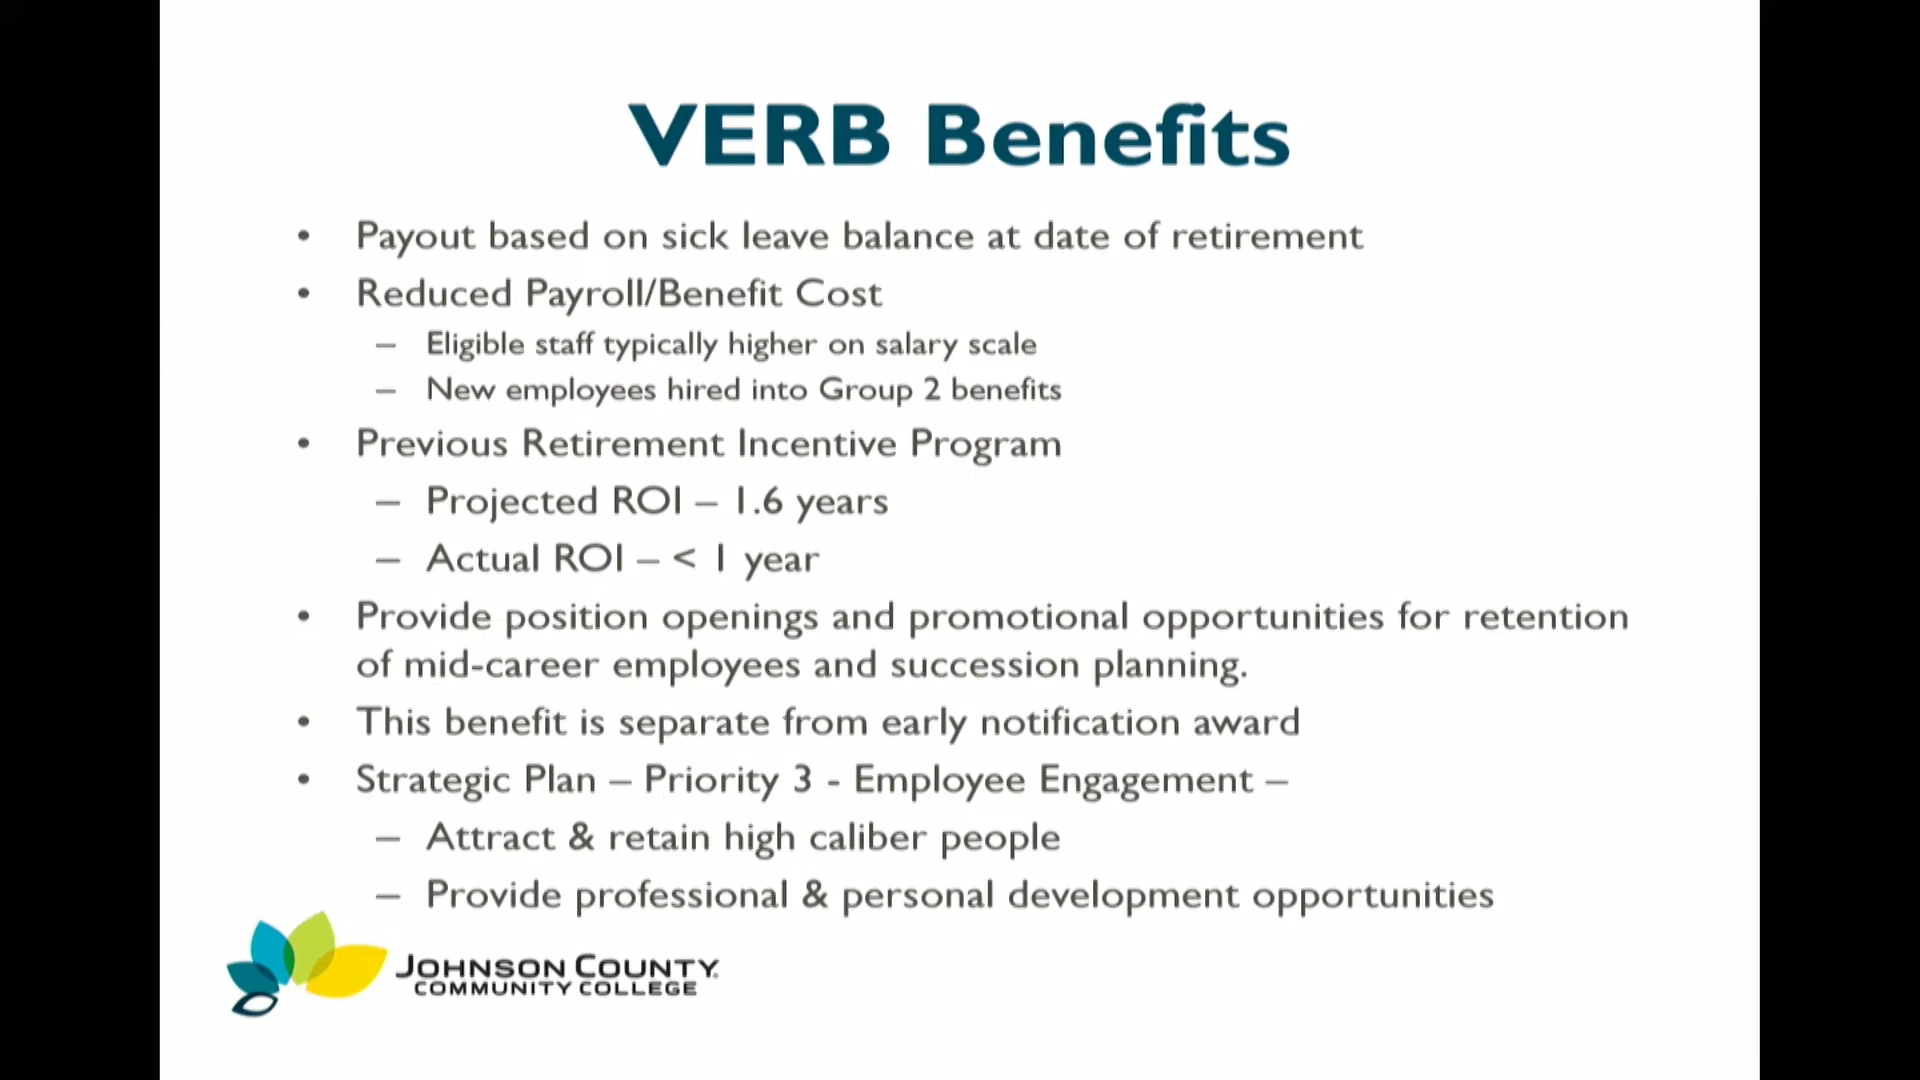 VERB Benefits
• Payout based on sick leave balance at date of retirement
• Reduced Payroll/Benefit Cost
– Eligible staff typically higher on salary scale
– New employees hired into Group 2 benefits
• Previous Retirement Incentive Program
– Projected ROI – 1.6 years
– Actual ROI – < 1 year
• Provide position openings and promotional opportunities for retention
of mid-career employees and succession planning.
• This benefit is separate from early notification award
• Strategic Plan – Priority 3 - Employee Engagement –
– Attract & retain high caliber people
– Provide professional & personal development opportunities
JOHNSON COUNTY
COMMUNITY COLLEGE